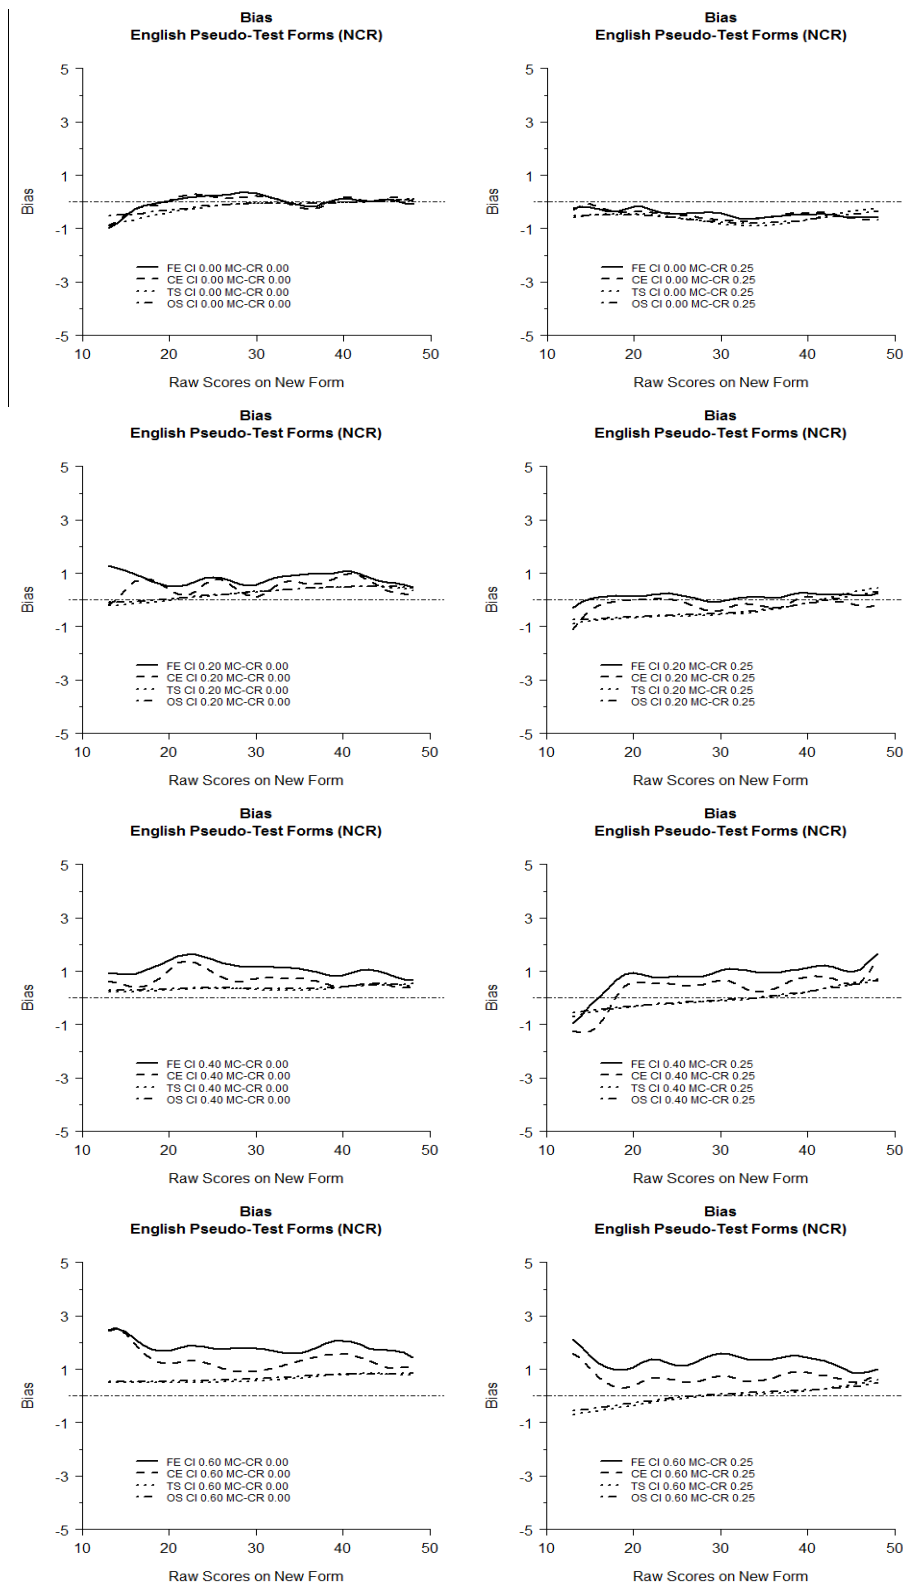 Bias
English Pseudo-Test Forms (NCR)
5
3
1
-1
-3
-5
Bias
FE CI 0.00 MC-CR 0.00
CE CI 0.00 MC-CR 0.00
TS CI 0.00 MC-CR 0.00
OS CI 0.00 MC-CR 0.00
10 20 30 40 50
Raw Scores on New Form
Bias
English Pseudo-Test Forms (NCR)
5
3
1
-1
-3
-5
Bias
FE CI 0.00 MC-CR 0.25
CE CI 0.00 MC-CR 0.25
TS CI 0.00 MC-CR 0.25
OS CI 0.00 MC-CR 0.25
10 20 30 40 50
Raw Scores on New Form
Bias
English Pseudo-Test Forms (NCR)
5
3
1
-1
-3
-5
Bias
FE CI 0.20 MC-CR 0.00
CE CI 0.20 MC-CR 0.00
TS CI 0.20 MC-CR 0.00
OS CI 0.20 MC-CR 0.00
10 20 30 40 50
Raw Scores on New Form
Bias
English Pseudo-Test Forms (NCR)
5
3
1
-1
-3
-5
Bias
FE CI 0.20 MC-CR 0.25
CE CI 0.20 MC-CR 0.25
TS CI 0.20 MC-CR 0.25
OS CI 0.20 MC-CR 0.25
10 20 30 40 50
Raw Scores on New Form
Bias
English Pseudo-Test Forms (NCR)
5
3
1
-1
-3
-5
Bias
FE CI 0.40 MC-CR 0.00
CE CI 0.40 MC-CR 0.00
TS CI 0.40 MC-CR 0.00
OS CI 0.40 MC-CR 0.00
10 20 30 40 50
Raw Scores on New Form
Bias
English Pseudo-Test Forms (NCR)
5
3
1
-1
-3
-5
Bias
FE CI 0.40 MC-CR 0.25
CE CI 0.40 MC-CR 0.25
TS CI 0.40 MC-CR 0.25
OS CI 0.40 MC-CR 0.25
10 20 30 40 50
Raw Scores on New Form
Bias
English Pseudo-Test Forms (NCR)
5
3
1
-1
-3
-5
Bias
FE CI 0.60 MC-CR 0.00
CE CI 0.60 MC-CR 0.00
TS CI 0.60 MC-CR 0.00
OS CI 0.60 MC-CR 0.00
10 20 30 40 50
Raw Scores on New Form
Bias
English Pseudo-Test Forms (NCR)
5
3
1
-1
-3
-5
Bias
FE CI 0.60 MC-CR 0.25
CE CI 0.60 MC-CR 0.25
TS CI 0.60 MC-CR 0.25
OS CI 0.60 MC-CR 0.25
10 20 30 40 50
Raw Scores on New Form